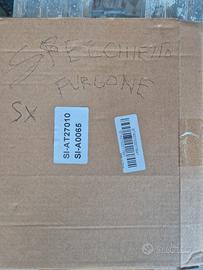 SPECCHIETTO
FURGONE
SX
SI-AT27010
SI-A0065